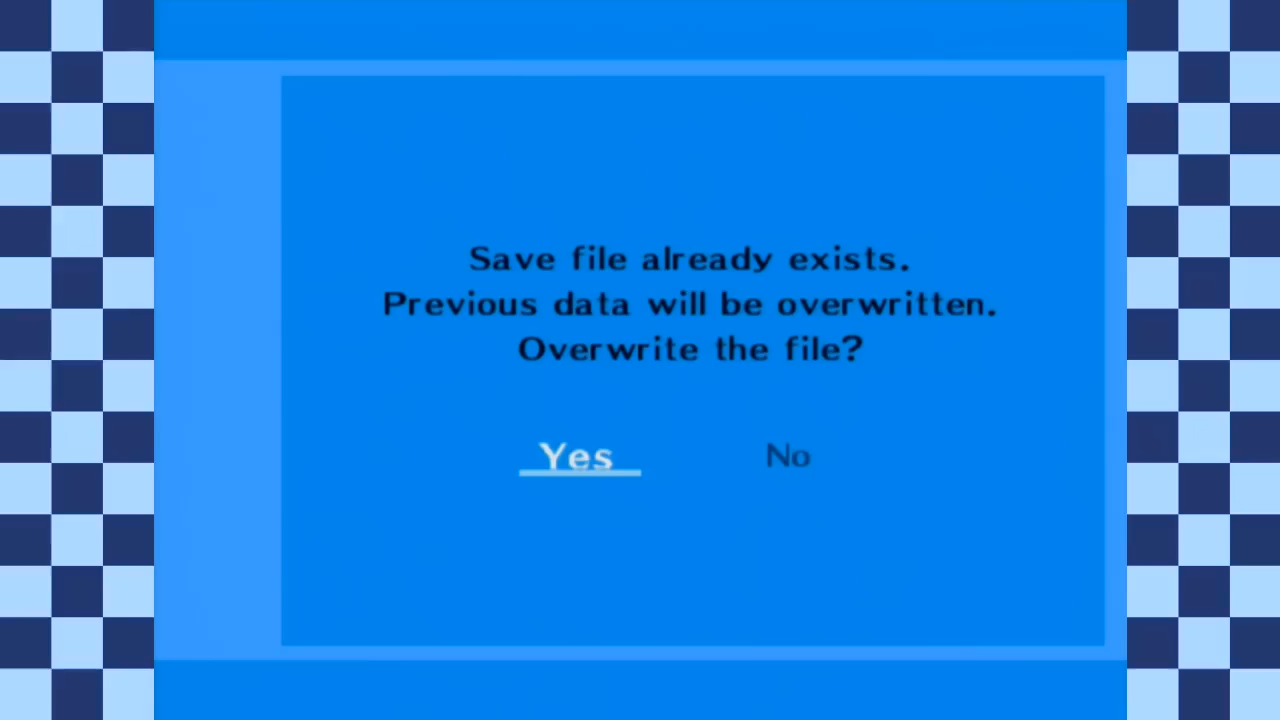 Save file already exists.
Previous data will be overwritten.
Overwrite the file?
Yes No